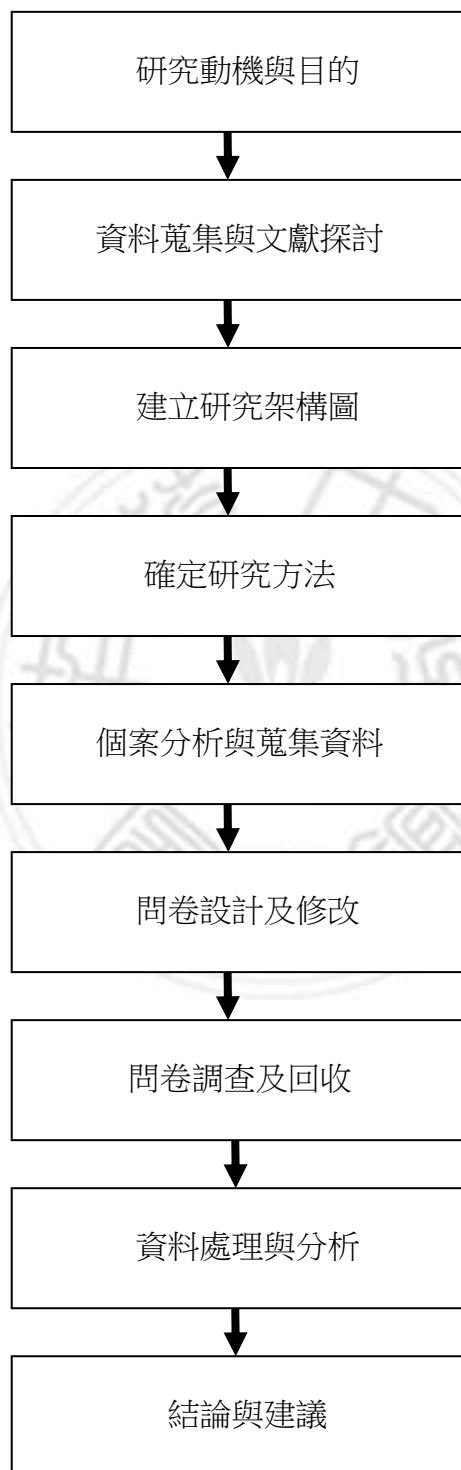 研究動機與目的
資料蒐集與文獻探討
建立研究架構圖
確定研究方法
個案分析與蒐集資料
問卷設計及修改
問卷調查及回收
資料處理與分析
結論與建議